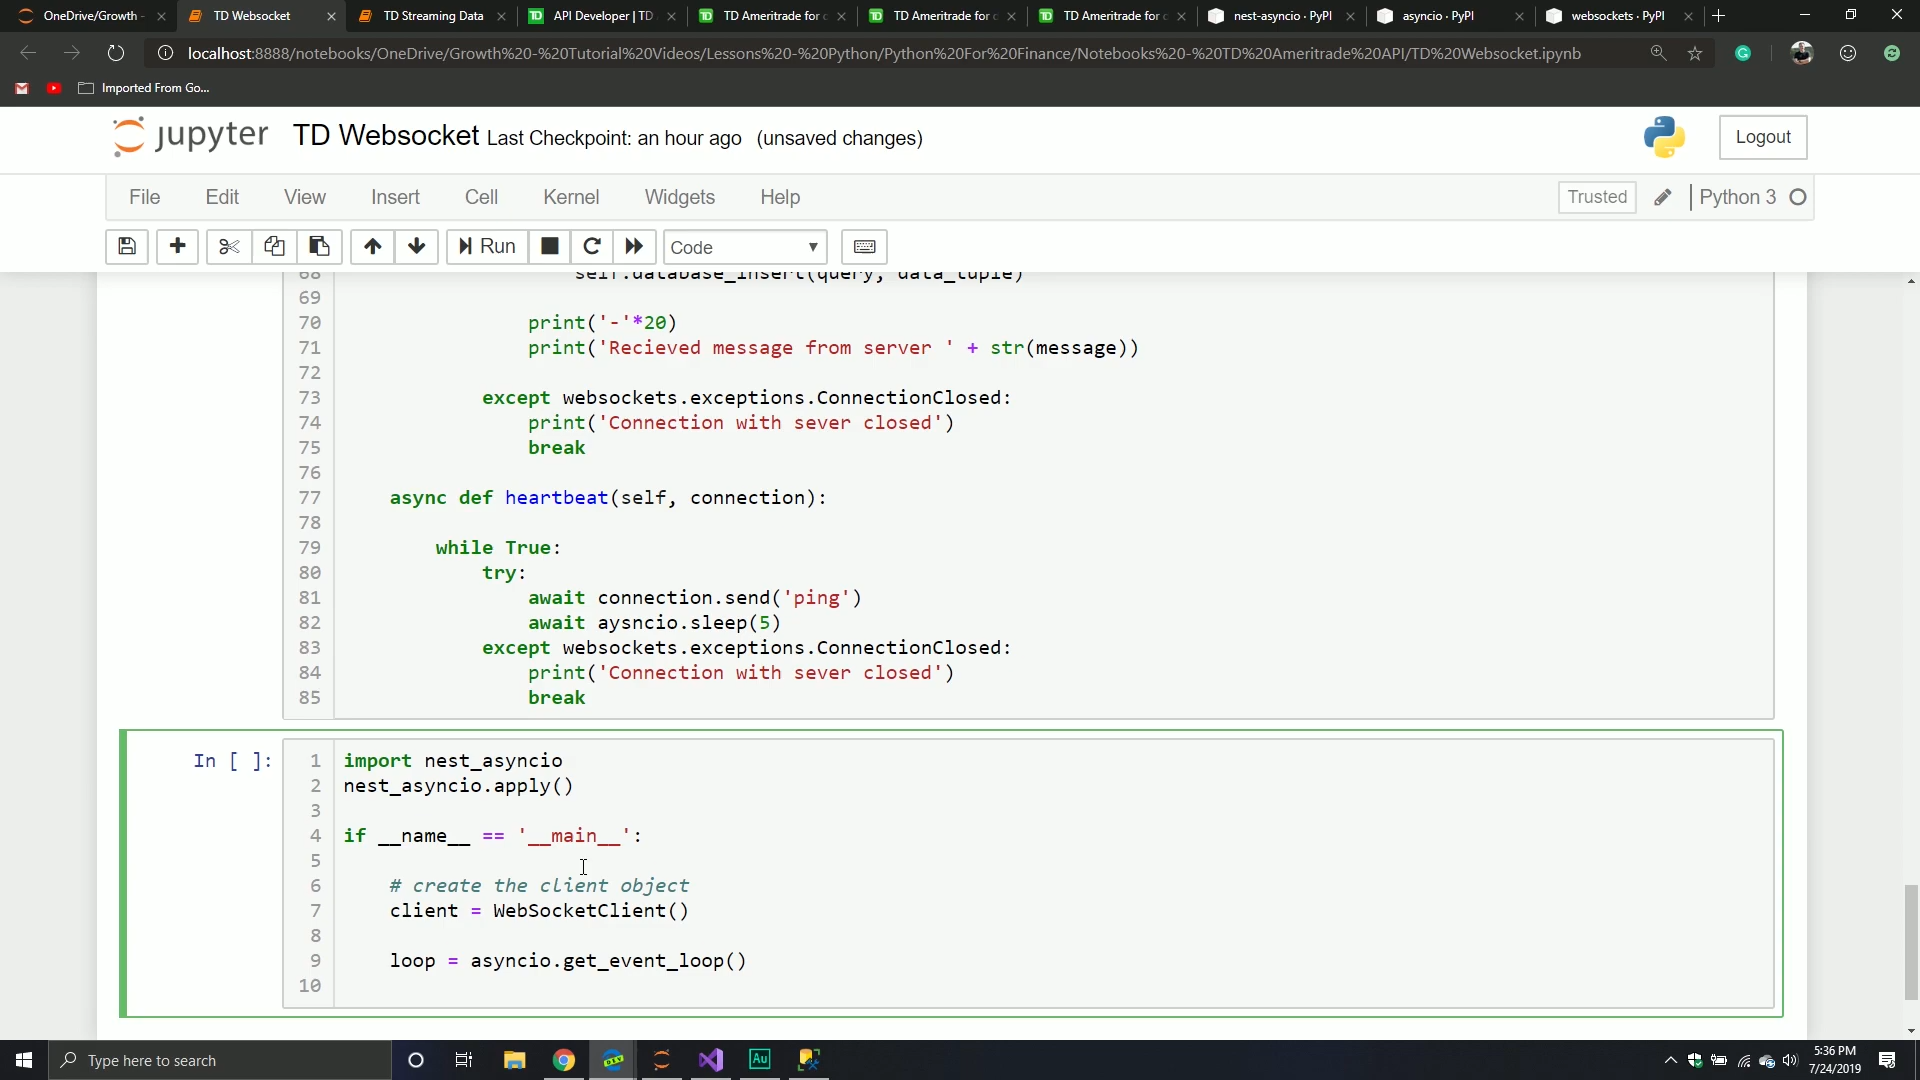 OneDrive/Growth -
TD Websocket
TD Streaming Data
API Developer | TD
TD Ameritrade for
TD Ameritrade for
TD Ameritrade for
nest-asyncio · PyPI
asyncio · PyPI
websockets · PyPI
localhost:8888/notebooks/OneDrive/Growth%20-%20Tutorial%20Videos/Lessons%20-%20Python/Python%20For%20Finance/Notebooks%20-%20TD%20Ameritrade%20API/TD%20Websocket.ipynb
Imported From Go...
jupyter TD Websocket Last Checkpoint: an hour ago (unsaved changes)
Logout
File Edit View Insert Cell Kernel Widgets Help
Trusted
Python 3
Run
Code
68 self.database_insert(query, data_tuple)
69
70 print('-'*20)
71 print('Recieved message from server ' + str(message))
72
73 except websockets.exceptions.ConnectionClosed:
74 print('Connection with sever closed')
75 break
76
77 async def heartbeat(self, connection):
78
79 while True:
80 try:
81 await connection.send('ping')
82 await aysncio.sleep(5)
83 except websockets.exceptions.ConnectionClosed:
84 print('Connection with sever closed')
85 break
In [ ]:
1 import nest_asyncio
2 nest_asyncio.apply()
3
4 if __name__ == '__main__':
5
6 # create the client object
7 client = WebSocketClient()
8
9 loop = asyncio.get_event_loop()
10
Type here to search
DEV
Au
5:36 PM
7/24/2019